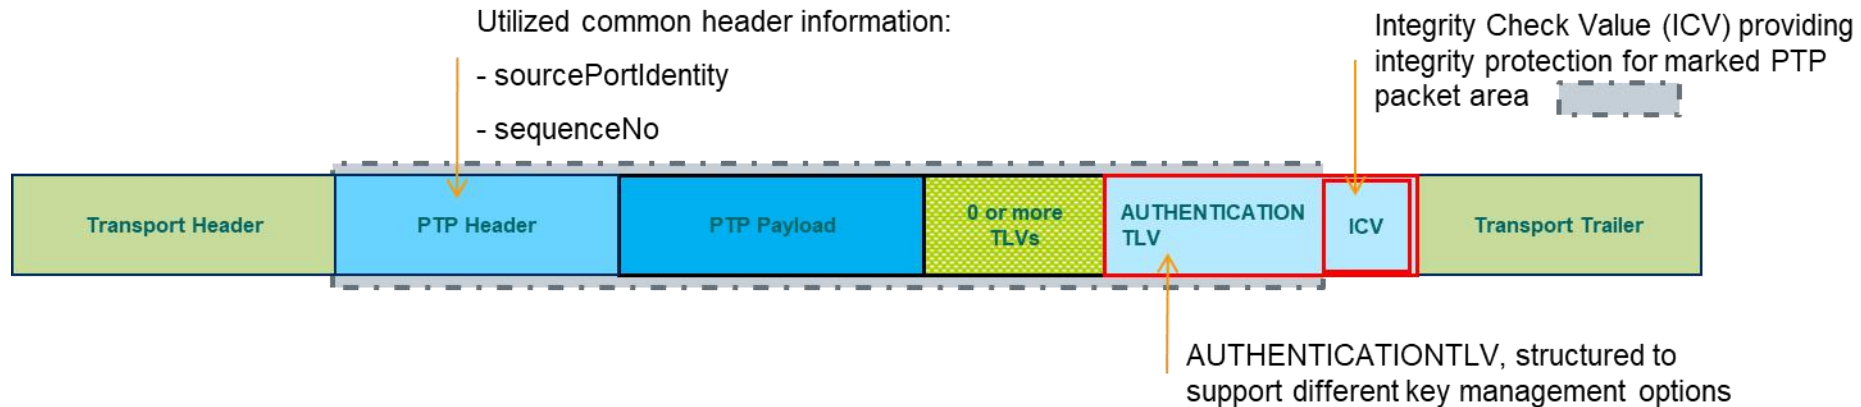 Utilized common header information:
- sourcePortIdentity
- sequenceNo
Integrity Check Value (ICV) providing
integrity protection for marked PTP
packet area
Transport Header
PTP Header
PTP Payload
0 or more
TLVs
AUTHENTICATION
TLV
ICV
Transport Trailer
AUTHENTICATIONTLV, structured to
support different key management options